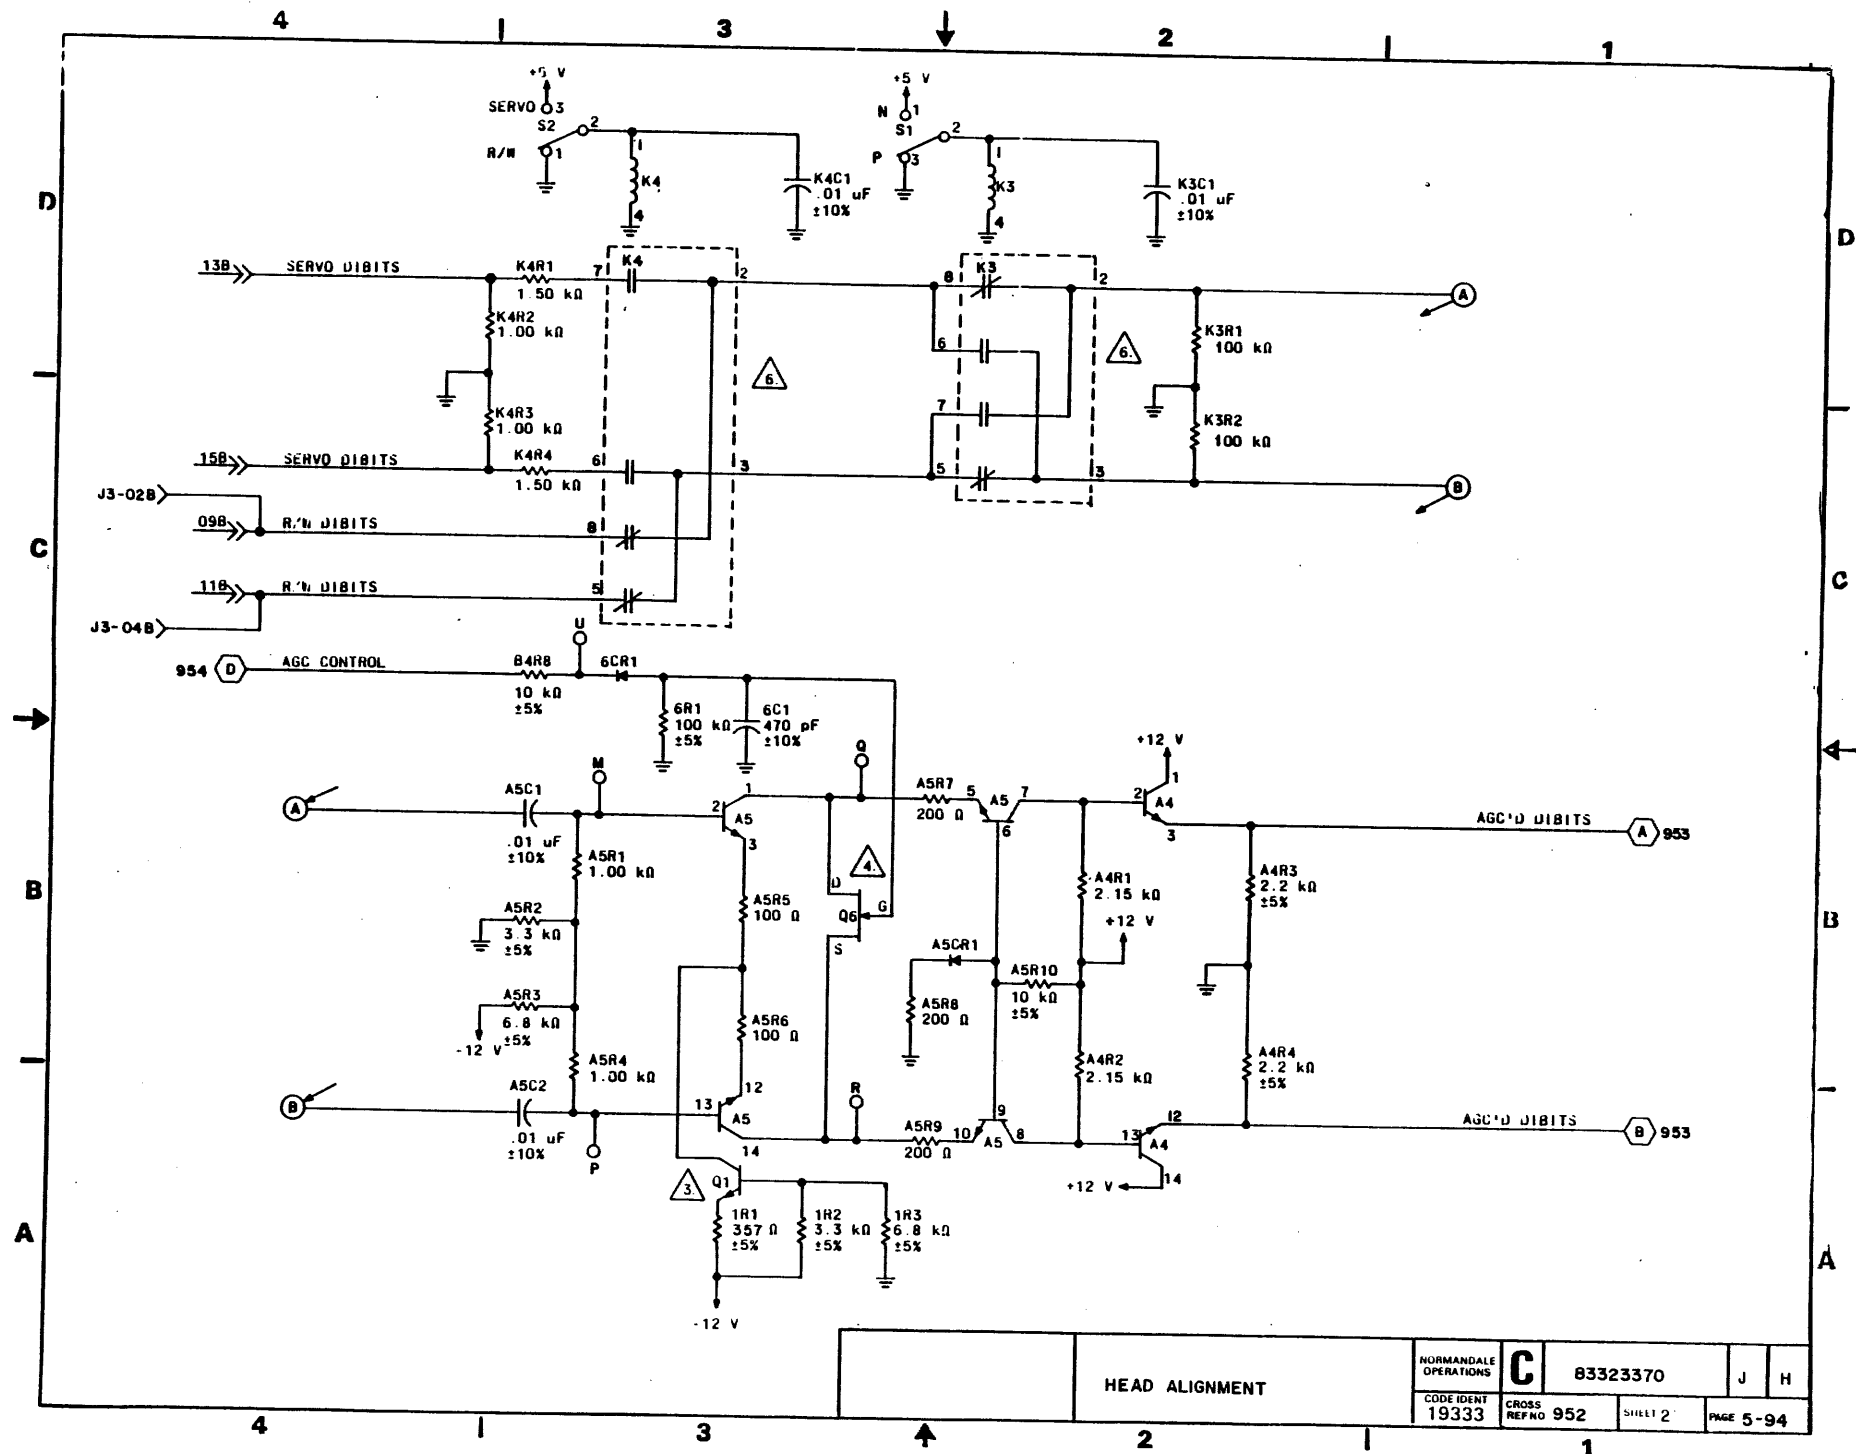 4
3
2
1
+5 V
SERVO 3
S2
2
R/W
1
1
K4
4
K4C1
.01 uF
±10%
+5 V
N 1
S1
2
P
3
1
K3
4
K3C1
.01 uF
±10%
D
D
13B
SERVO DIBITS
K4R1
1.50 kΩ
7
K4
2
8
K3
2
A
K4R2
1.00 kΩ
6.
6
6.
K3R1
100 kΩ
K4R3
1.00 kΩ
7
K3R2
100 kΩ
15B
SERVO DIBITS
K4R4
1.50 kΩ
6
3
5
3
B
J3-02B
09B
R/W DIBITS
8
C
C
11B
R/W DIBITS
5
J3-04B
U
954
D
AGC CONTROL
B4R8
10 kΩ
±5%
6CR1
6R1
100 kΩ
±5%
6C1
470 pF
±10%
M
Q
+12 V
A
A5C1
.01 uF
±10%
2
1
A5
3
A5R7
200 Ω
5
A5
7
6
2
1
A4
3
AGC'D DIBITS
A
953
A5R1
1.00 kΩ
4.
D
G
Q6
S
A4R1
2.15 kΩ
+12 V
A4R3
2.2 kΩ
±5%
B
B
A5R2
3.3 kΩ
±5%
A5R5
100 Ω
A5CR1
A5R10
10 kΩ
±5%
A5R3
6.8 kΩ
±5%
-12 V
A5R6
100 Ω
A5R8
200 Ω
A5R4
1.00 kΩ
A4R2
2.15 kΩ
A4R4
2.2 kΩ
±5%
B
A5C2
.01 uF
±10%
P
12
13
A5
14
R
A5R9
200 Ω
10
9
A5
8
13
12
A4
14
+12 V
AGC'D DIBITS
B
953
3.
Q1
1R1
357 Ω
±5%
1R2
3.3 kΩ
±5%
1R3
6.8 kΩ
±5%
-12 V
A
A
HEAD ALIGNMENT
NORMANDALE
OPERATIONS
C
83323370
J
H
CODE IDENT
19333
CROSS
REF NO 952
SHEET 2
PAGE 5-94
4
3
2
1